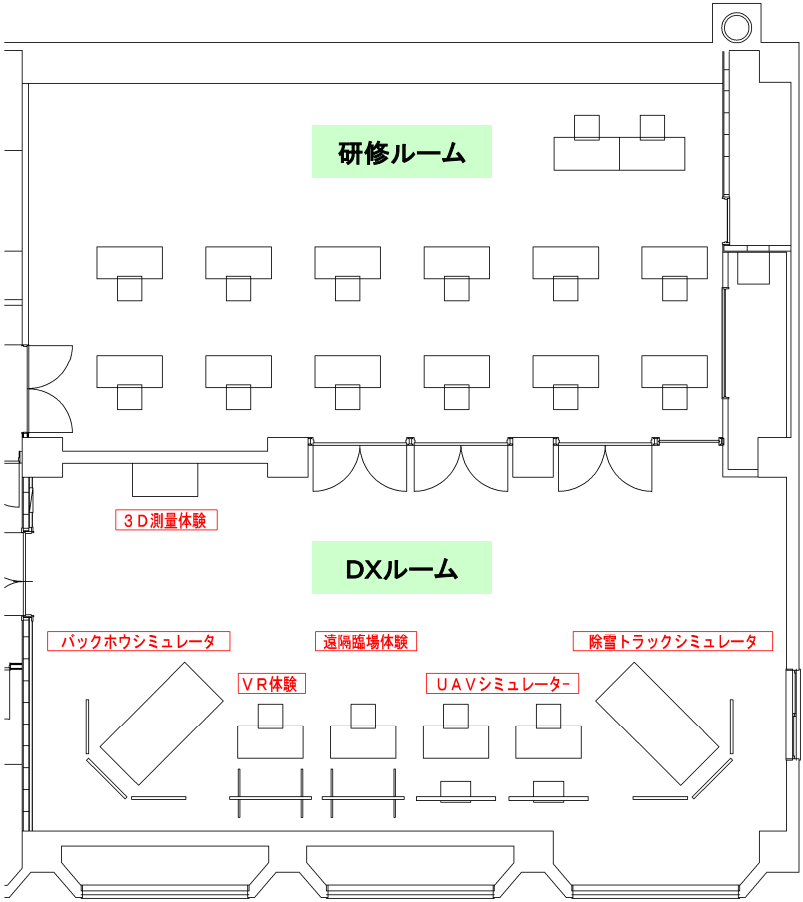 研修ルーム
３Ｄ測量体験
DXルーム
バックホウシミュレータ
遠隔臨場体験
除雪トラックシミュレータ
ＶＲ体験
ＵＡＶシミュレーター